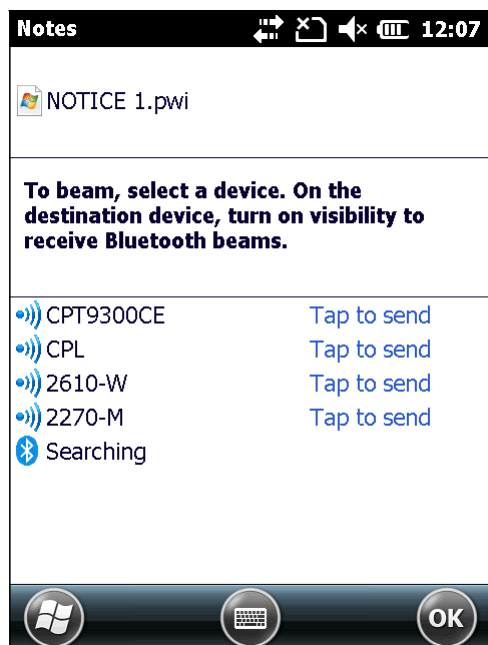 Notes 12:07
NOTICE 1.pwi
To beam, select a device. On the
destination device, turn on visibility to
receive Bluetooth beams.
CPT9300CE Tap to send
CPL Tap to send
2610-W Tap to send
2270-M Tap to send
Searching
OK